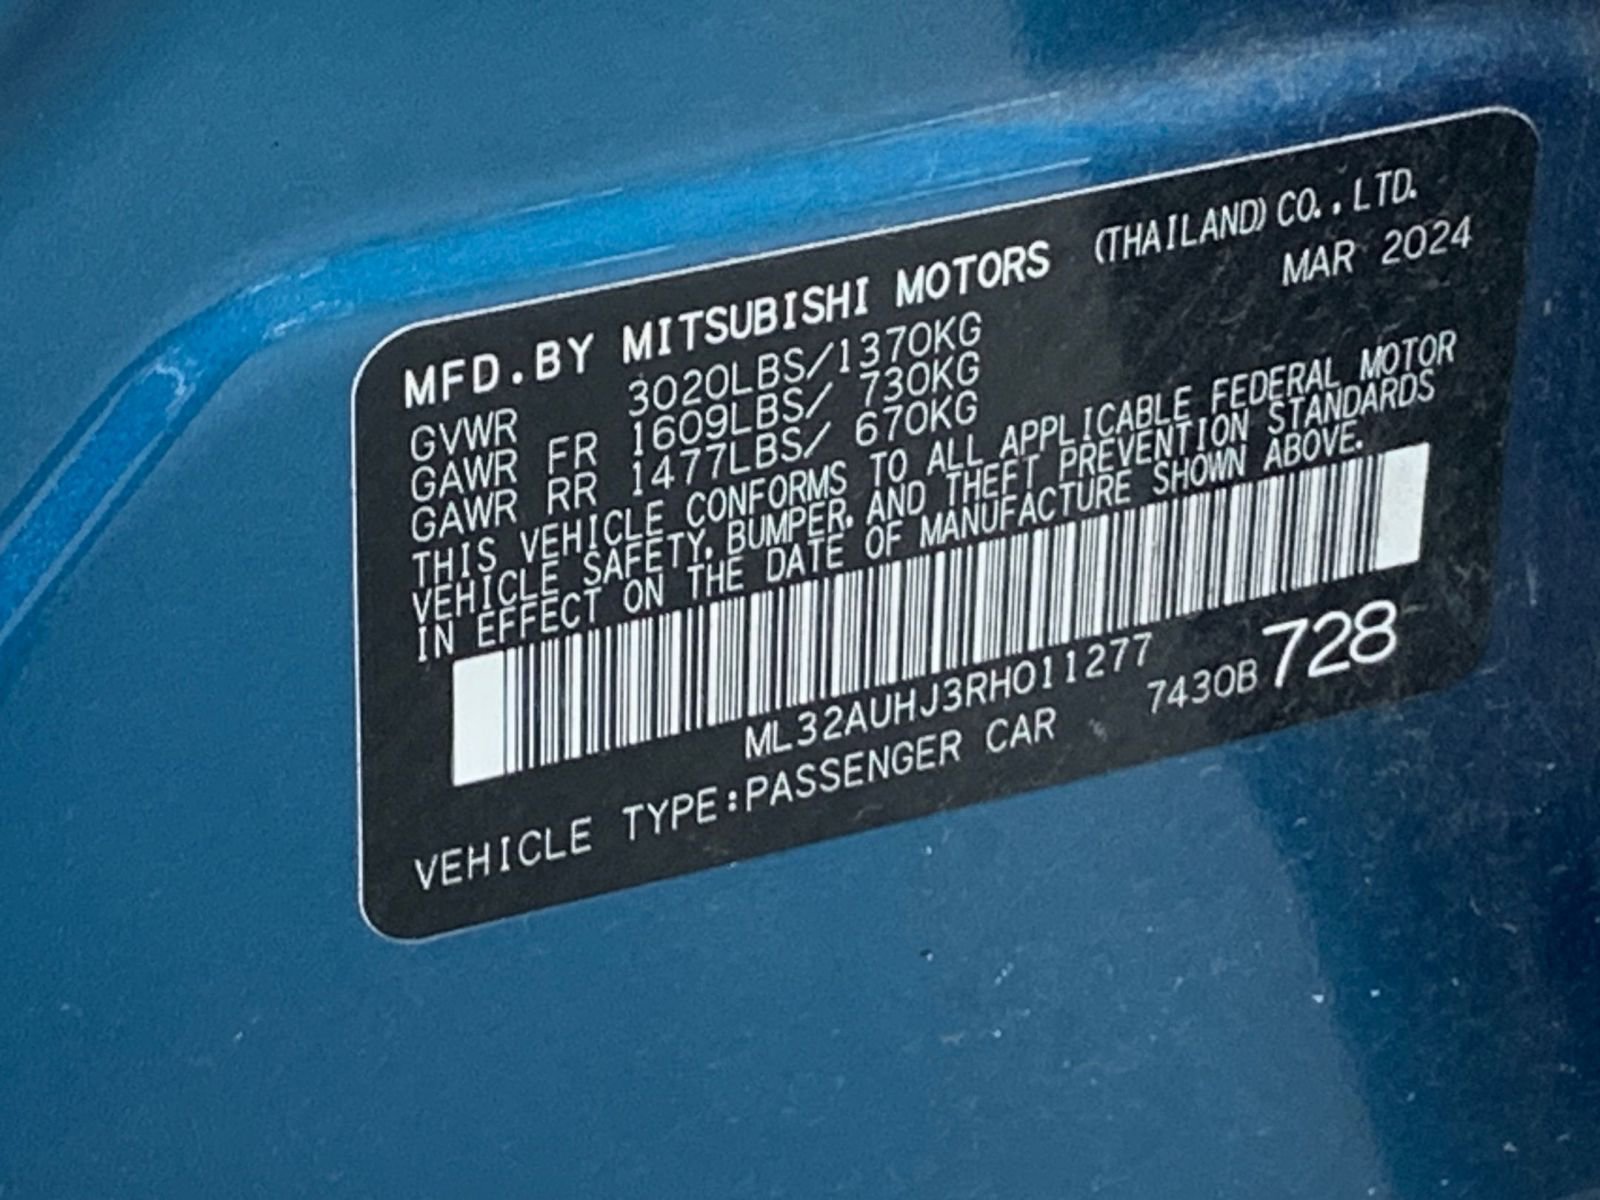 MFD.BY MITSUBISHI MOTORS (THAILAND) CO., LTD.
MAR 2024
GVWR 3020LBS/1370KG
GAWR FR 1609LBS/ 730KG
GAWR RR 1477LBS/ 670KG
THIS VEHICLE CONFORMS TO ALL APPLICABLE FEDERAL MOTOR
VEHICLE SAFETY, BUMPER, AND THEFT PREVENTION STANDARDS
IN EFFECT ON THE DATE OF MANUFACTURE SHOWN ABOVE.
ML32AUHJ3RH011277
VEHICLE TYPE:PASSENGER CAR 7430B728